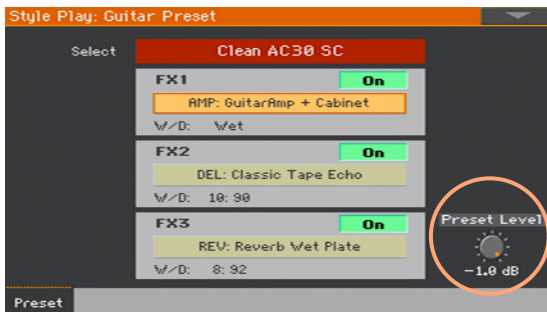 Style Play: Guitar Preset
Select Clean AC30 SC
FX1 On
AMP: GuitarAmp + Cabinet
W/D: Wet
FX2 On
DEL: Classic Tape Echo
W/D: 10:90
FX3 On
REV: Reverb Wet Plate
W/D: 8:92
Preset Level
-1.0 dB
Preset